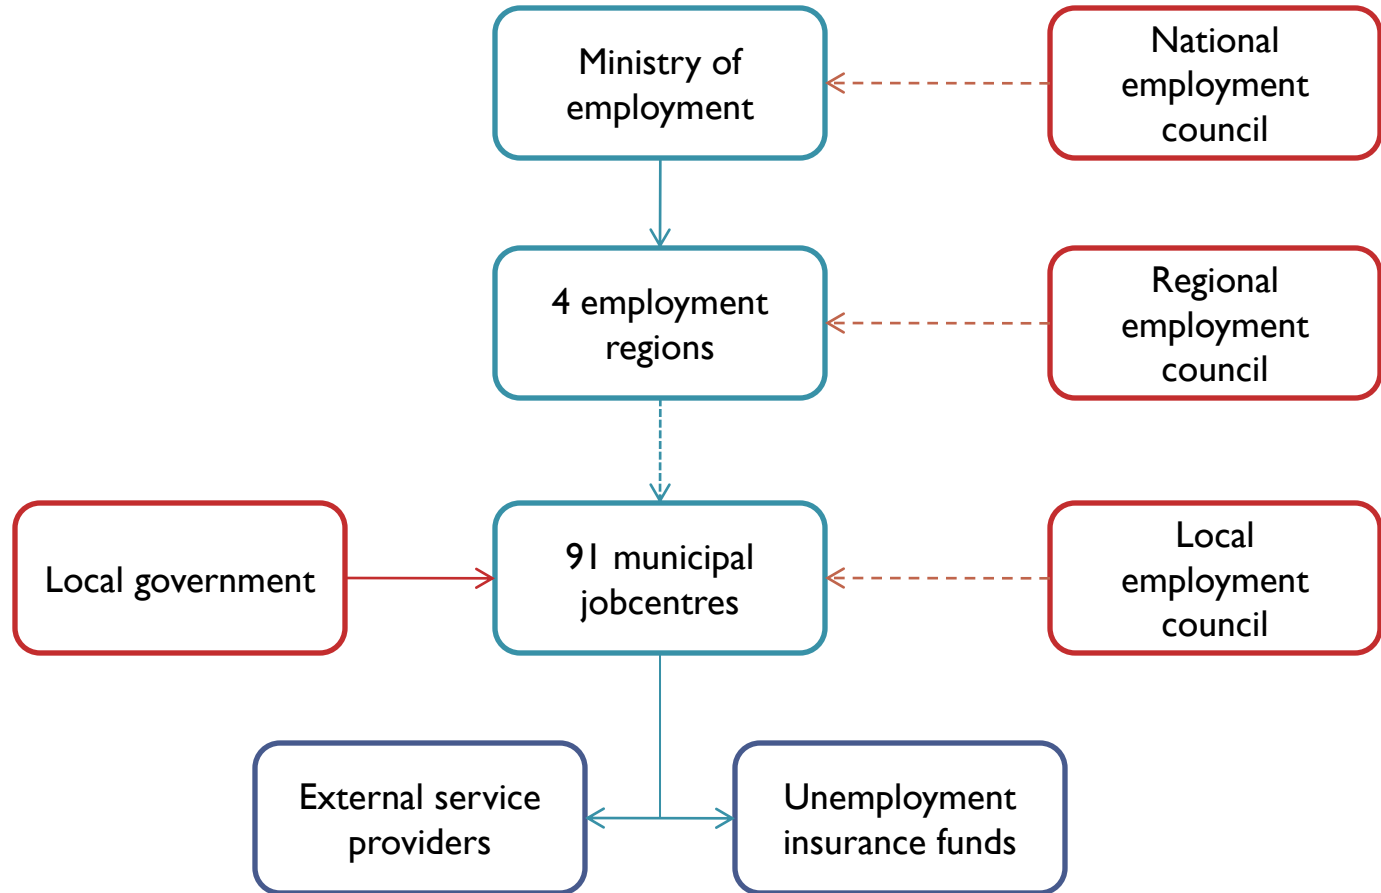 Ministry of
employment
National
employment
council
4 employment
regions
Regional
employment
council
Local government
91 municipal
jobcentres
Local
employment
council
External service
providers
Unemployment
insurance funds